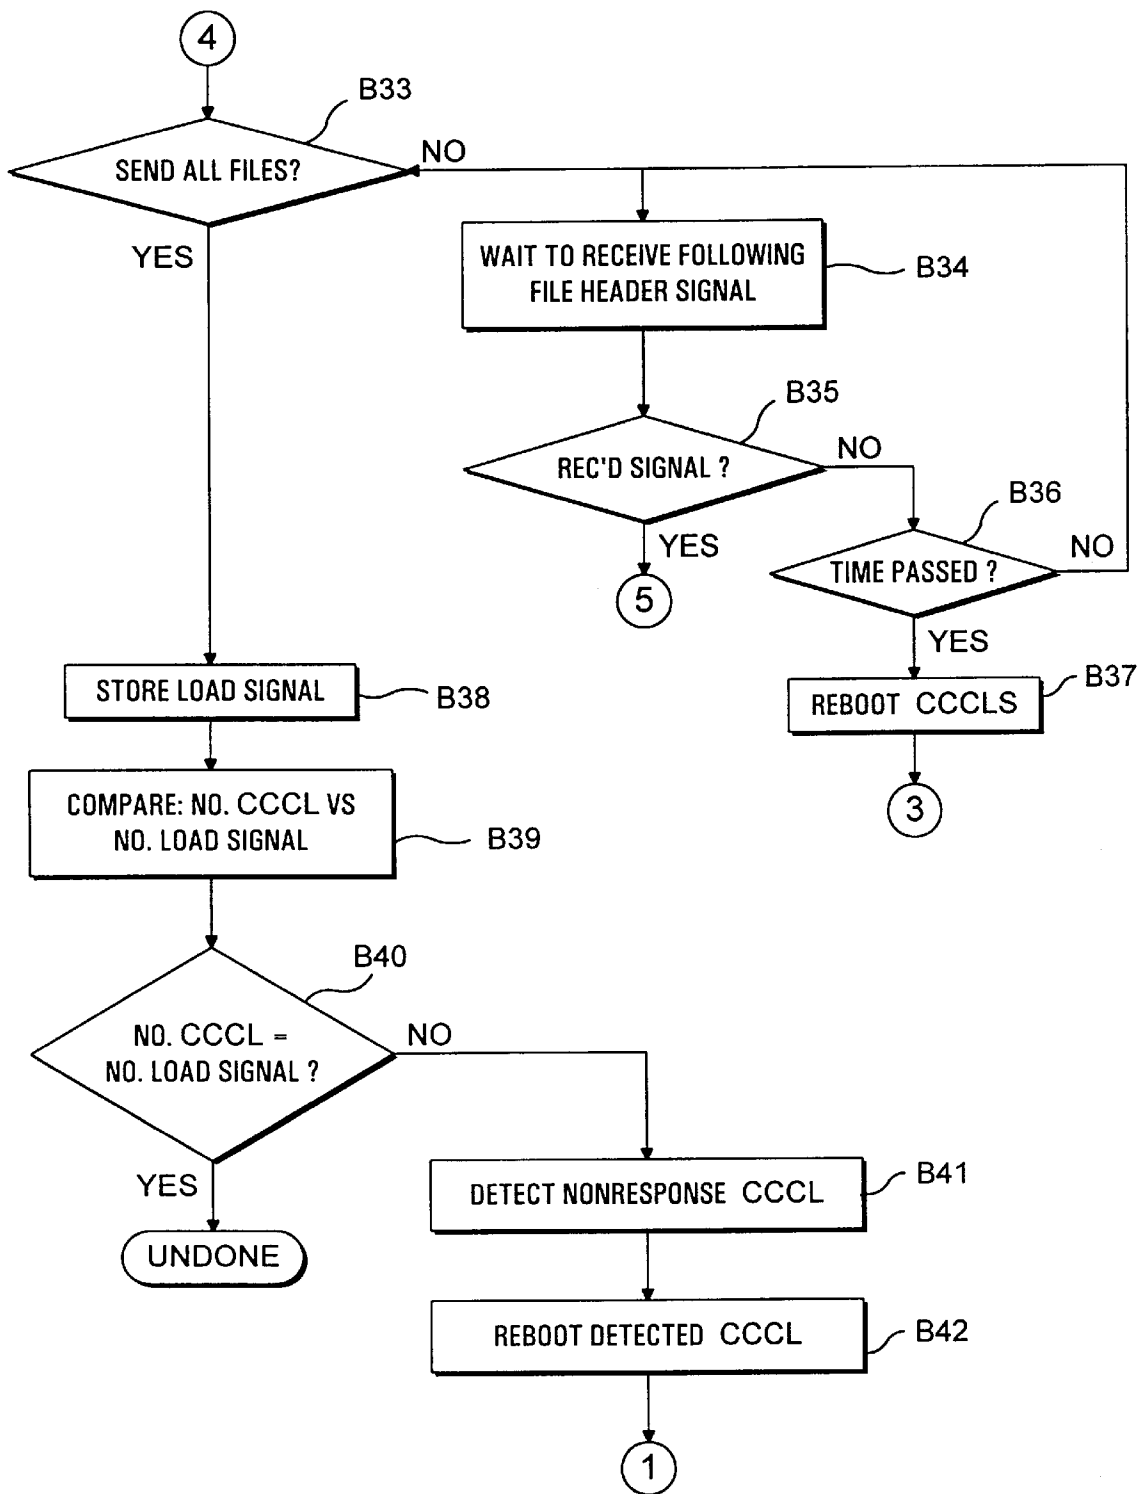 4
B33
SEND ALL FILES?
NO
YES
WAIT TO RECEIVE FOLLOWING
FILE HEADER SIGNAL
B34
B35
REC'D SIGNAL ?
NO
YES
5
B36
TIME PASSED ?
NO
YES
B37
REBOOT CCCLS
3
STORE LOAD SIGNAL
B38
COMPARE: NO. CCCL VS
NO. LOAD SIGNAL
B39
B40
NO. CCCL =
NO. LOAD SIGNAL ?
NO
YES
UNDONE
DETECT NONRESPONSE CCCL
B41
REBOOT DETECTED CCCL
B42
1